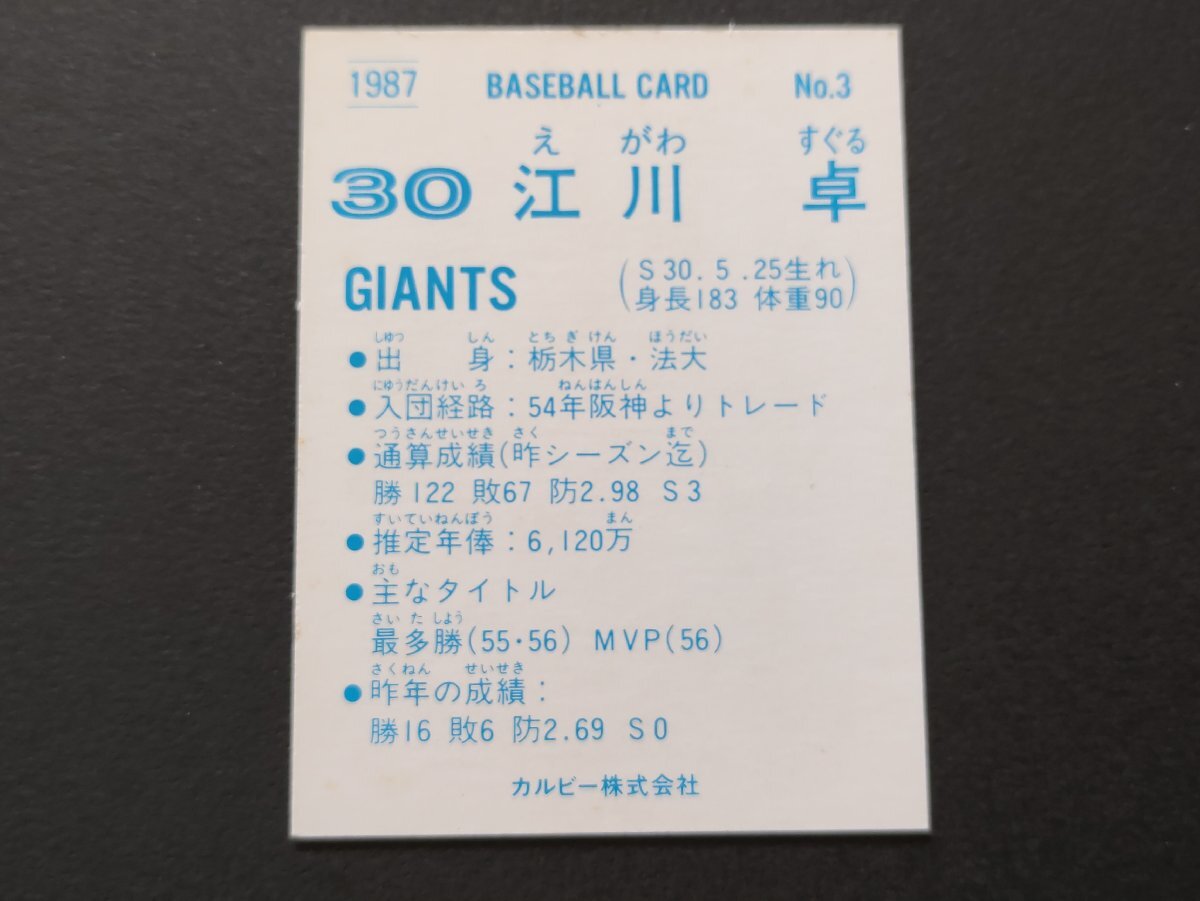 1987 BASEBALL CARD No.3
え がわ すぐる
30 江川 卓
GIANTS
(S30.5.25生れ
身長183 体重90)
しゅつ しん とち ぎ けん ほうだい
●出 身：栃木県・法大
にゅうだんけい ろ ねんはんしん
●入団経路：54年阪神よりトレード
つうさんせいせき さく まで
●通算成績(昨シーズン迄)
勝122 敗67 防2.98 S3
すいていねんぽう まん
●推定年俸：6,120万
おも
●主なタイトル
さい た しよう
最多勝(55・56) MVP(56)
さくねん せいせき
●昨年の成績：
勝16 敗6 防2.69 S0
カルビー株式会社